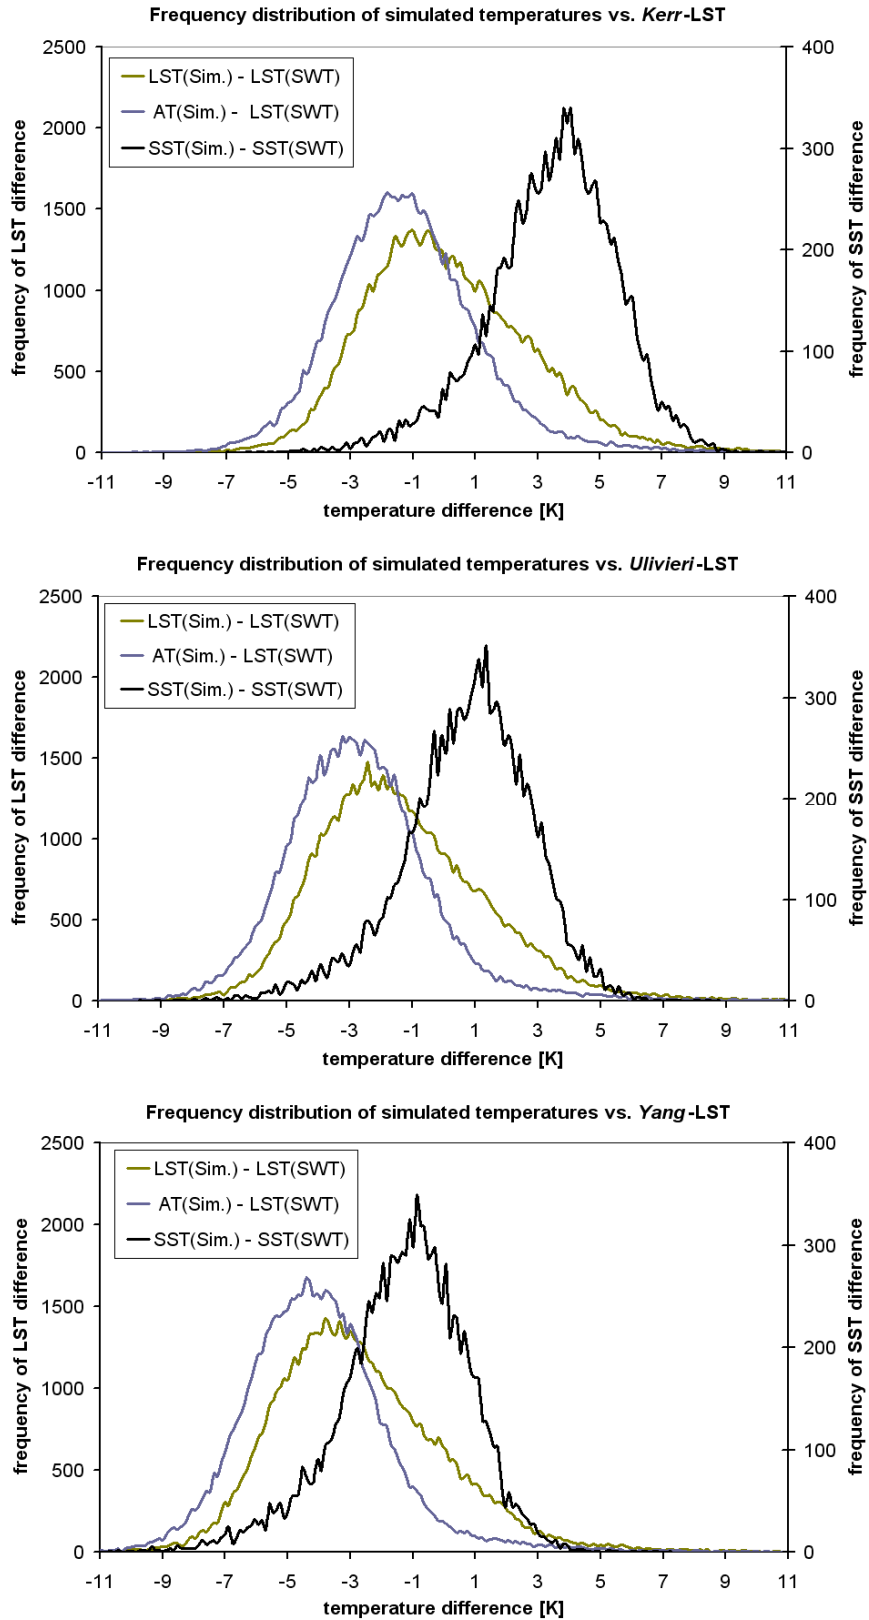 Frequency distribution of simulated temperatures vs. Kerr-LST
2500
2000
1500
1000
500
0
400
300
200
100
0
frequency of LST difference
frequency of SST difference
LST(Sim.) - LST(SWT)
AT(Sim.) - LST(SWT)
SST(Sim.) - SST(SWT)
-11 -9 -7 -5 -3 -1 1 3 5 7 9 11
temperature difference [K]
Frequency distribution of simulated temperatures vs. Ulivieri-LST
2500
2000
1500
1000
500
0
400
300
200
100
0
frequency of LST difference
frequency of SST difference
LST(Sim.) - LST(SWT)
AT(Sim.) - LST(SWT)
SST(Sim.) - SST(SWT)
-11 -9 -7 -5 -3 -1 1 3 5 7 9 11
temperature difference [K]
Frequency distribution of simulated temperatures vs. Yang-LST
2500
2000
1500
1000
500
0
400
300
200
100
0
frequency of LST difference
frequency of SST difference
LST(Sim.) - LST(SWT)
AT(Sim.) - LST(SWT)
SST(Sim.) - SST(SWT)
-11 -9 -7 -5 -3 -1 1 3 5 7 9 11
temperature difference [K]